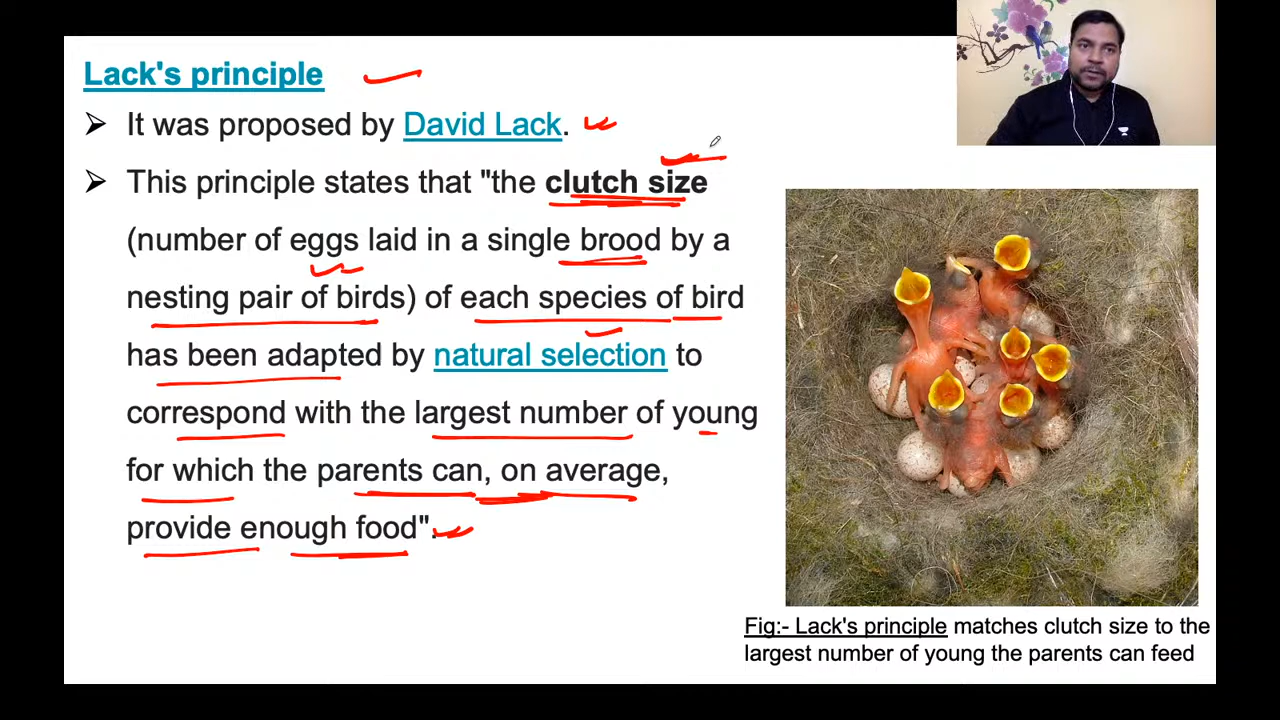 Lack's principle
➢ It was proposed by David Lack.
➢ This principle states that "the clutch size
(number of eggs laid in a single brood by a
nesting pair of birds) of each species of bird
has been adapted by natural selection to
correspond with the largest number of young
for which the parents can, on average,
provide enough food".
Fig:- Lack's principle matches clutch size to the
largest number of young the parents can feed